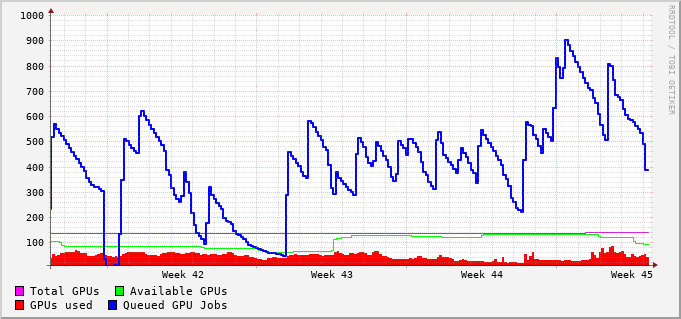 1000
900
800
700
600
500
400
300
200
100
Week 42 Week 43 Week 44 Week 45
Total GPUs Available GPUs
GPUs used Queued GPU Jobs
RRDTOOL / TOBI OETIKER